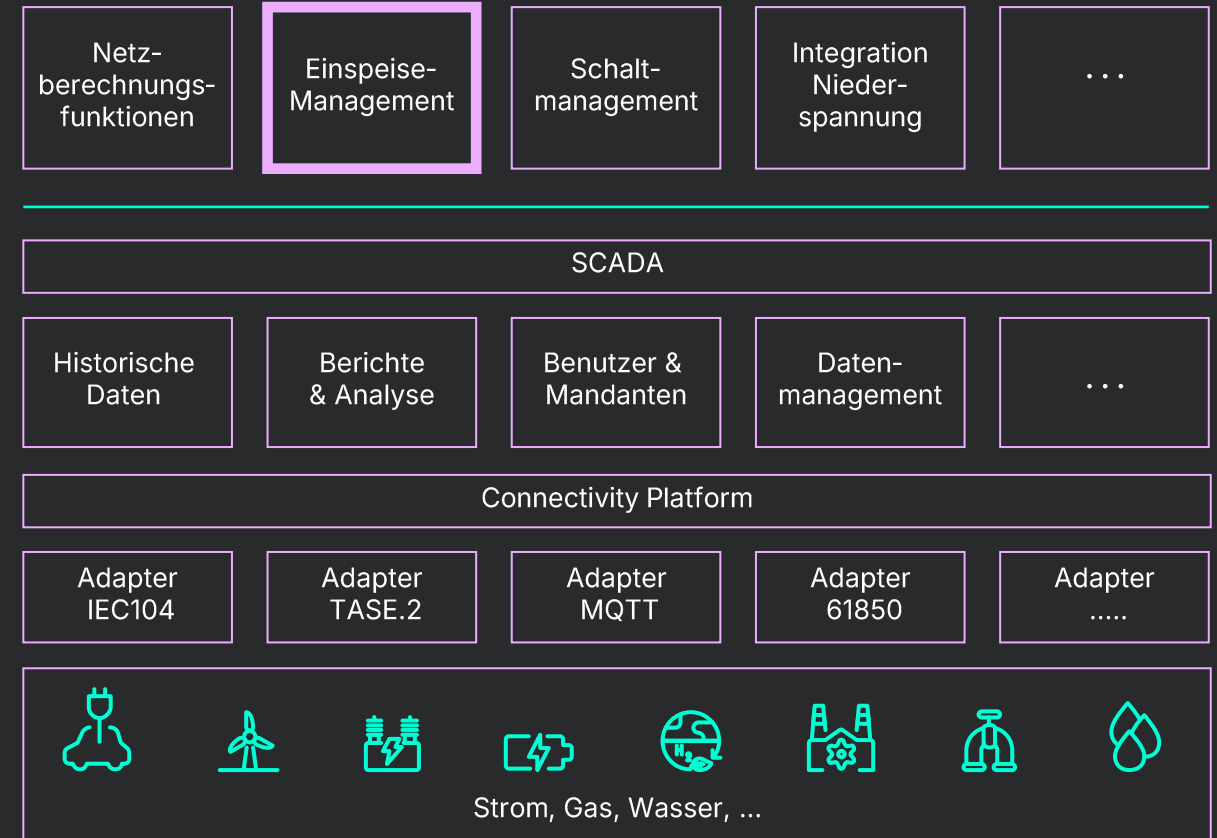 Netz-
berechnungs-
funktionen
Einspeise-
Management
Schalt-
management
Integration
Nieder-
spannung
...
SCADA
Historische
Daten
Berichte
& Analyse
Benutzer &
Mandanten
Daten-
management
...
Connectivity Platform
Adapter
IEC104
Adapter
TASE.2
Adapter
MQTT
Adapter
61850
Adapter
.....
H2
Strom, Gas, Wasser, ...